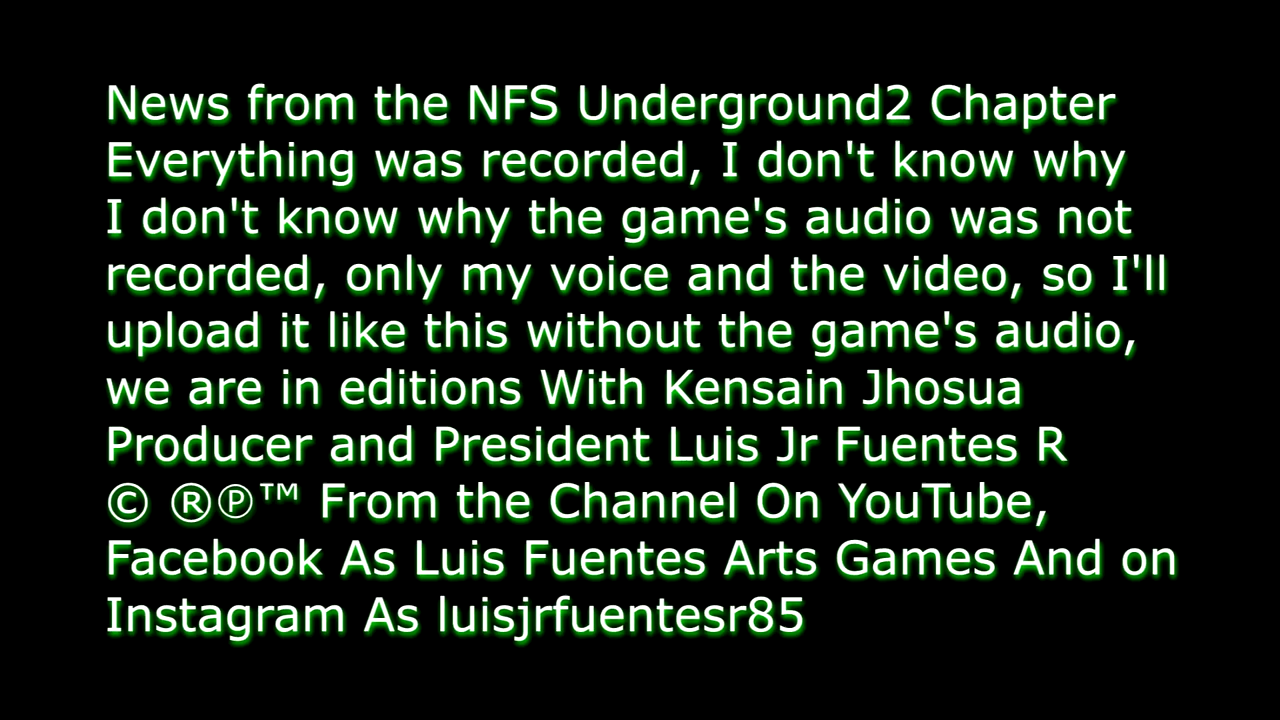 News from the NFS Underground2 Chapter
Everything was recorded, I don't know why
I don't know why the game's audio was not
recorded, only my voice and the video, so I'll
upload it like this without the game's audio,
we are in editions With Kensain Jhosua
Producer and President Luis Jr Fuentes R
© ®℗™ From the Channel On YouTube,
Facebook As Luis Fuentes Arts Games And on
Instagram As luisjrfuentesr85